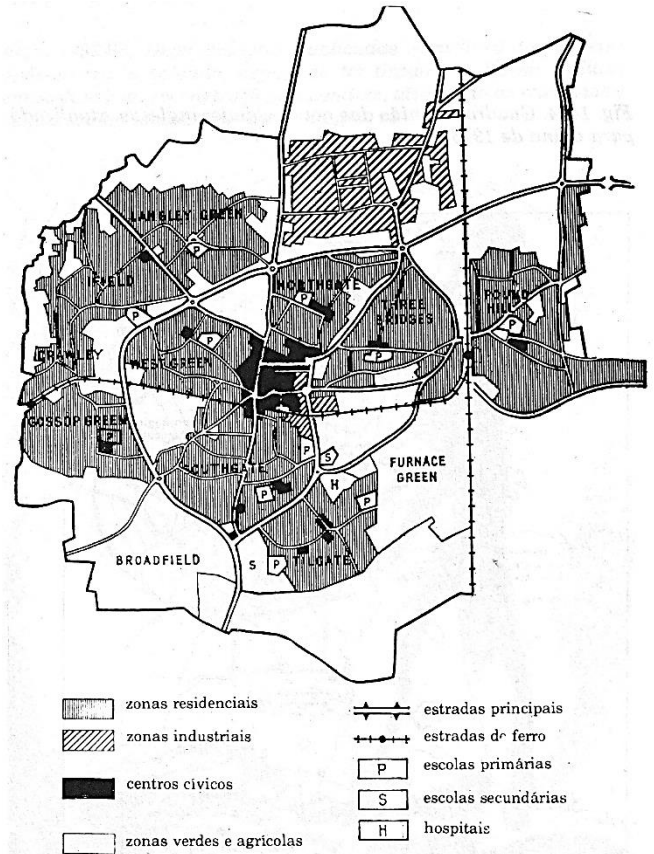 LANGLEY GREEN
P
IFIELD
NORTHGATE
P
THREE
BRIDGES
POUND
HILL
P
P
CRAWLEY
WEST GREEN
P
GOSSOP GREEN
P
SOUTHGATE
P
S
FURNACE
GREEN
H
P
P
BROADFIELD
S
P
TILGATE
zonas residenciais
zonas industriais
centros cívicos
zonas verdes e agrícolas
estradas principais
estradas de ferro
P
escolas primárias
S
escolas secundárias
H
hospitais